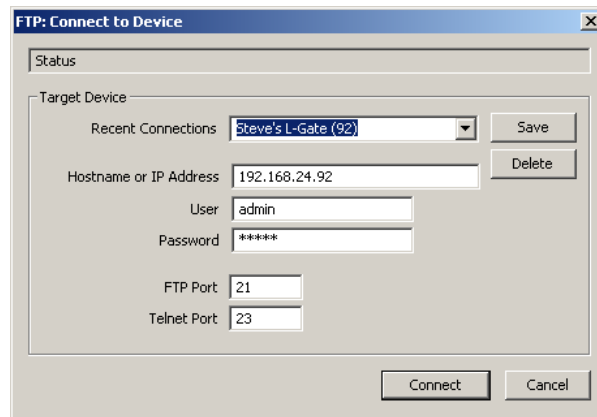 FTP: Connect to Device
Status
Target Device
Recent Connections Steve's L-Gate (92) Save
Delete
Hostname or IP Address 192.168.24.92
User admin
Password *****
FTP Port 21
Telnet Port 23
Connect Cancel